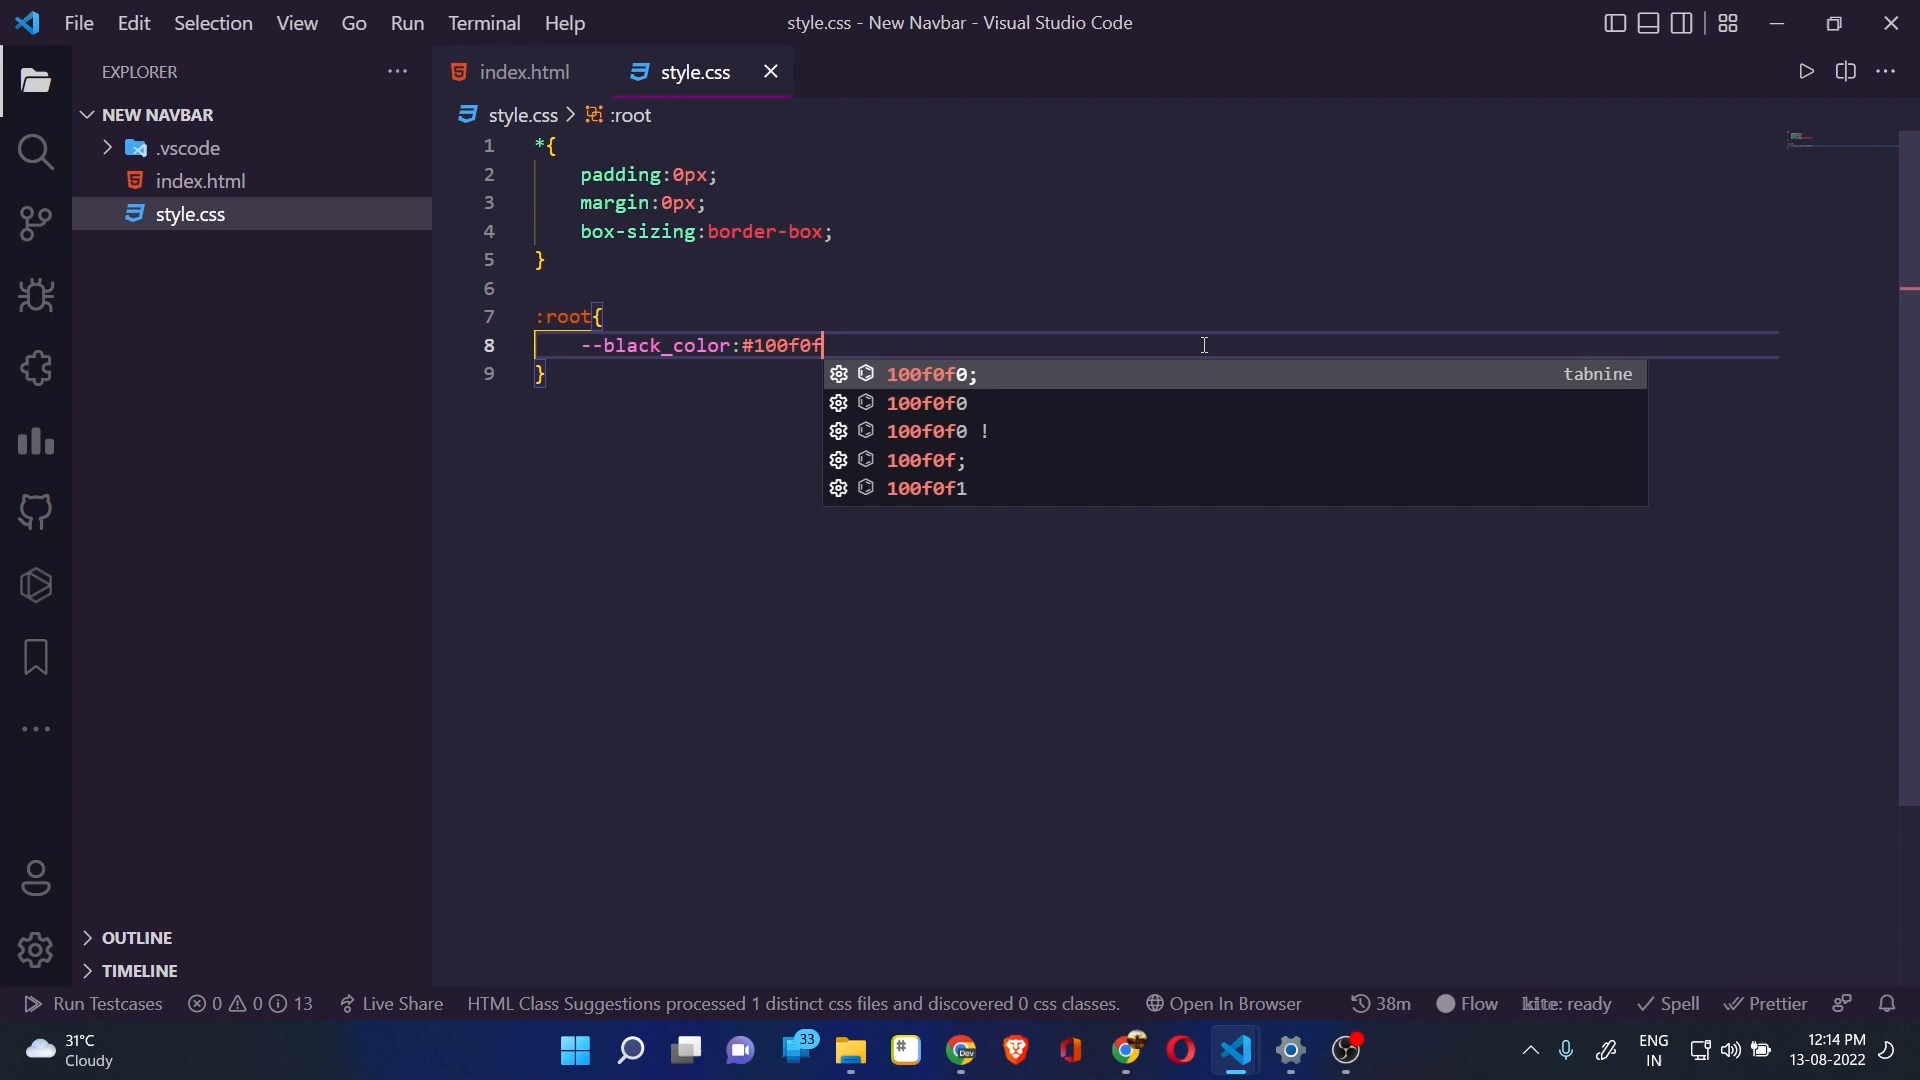 File Edit Selection View Go Run Terminal Help
style.css - New Navbar - Visual Studio Code
EXPLORER
NEW NAVBAR
.vscode
index.html
style.css
index.html
style.css
style.css > :root
1 *{
2 padding:0px;
3 margin:0px;
4 box-sizing:border-box;
5 }
6
7 :root{
8 --black_color:#100f0f
9 }
100f0f0; tabnine
100f0f0
100f0f0 !
100f0f;
100f0f1
OUTLINE
TIMELINE
Run Testcases 0 0 13 Live Share HTML Class Suggestions processed 1 distinct css files and discovered 0 css classes. Open In Browser 38m Flow kite: ready Spell Prettier
31°C
Cloudy
33
Dev
#
ENG
IN
12:14 PM
13-08-2022